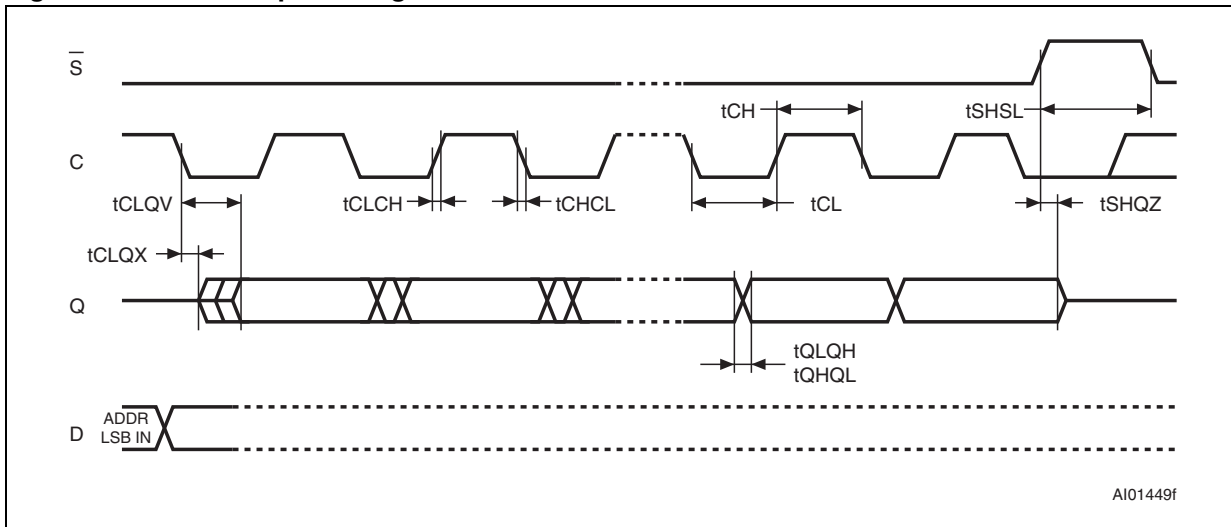 S
tCH
tSHSL
C
tCLQV
tCLCH
tCHCL
tCL
tSHQZ
tCLQX
Q
tQLQH
tQHQL
D
ADDR
LSB IN
AI01449f